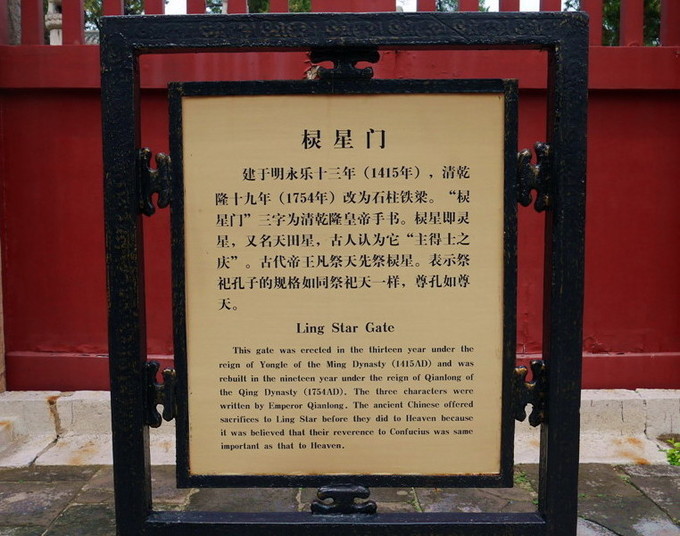 棂星门
建于明永乐十三年（1415年），清乾
隆十九年（1754年）改为石柱铁梁。“棂
星门”三字为清乾隆皇帝手书。棂星即灵
星，又名天田星，古人认为它“主得士之
庆”。古代帝王凡祭天先祭棂星。表示祭
祀孔子的规格如同祭祀天一样，尊孔如尊
天。
Ling Star Gate
This gate was erected in the thirteen year under the
reign of Yongle of the Ming Dynasty (1415AD) and was
rebuilt in the nineteen year under the reign of Qianlong of
the Qing Dynasty (1754AD). The three characters were
written by Emperor Qianlong. The ancient Chinese offered
sacrifices to Ling Star before they did to Heaven because
it was believed that their reverence to Confucius was same
important as that to Heaven.